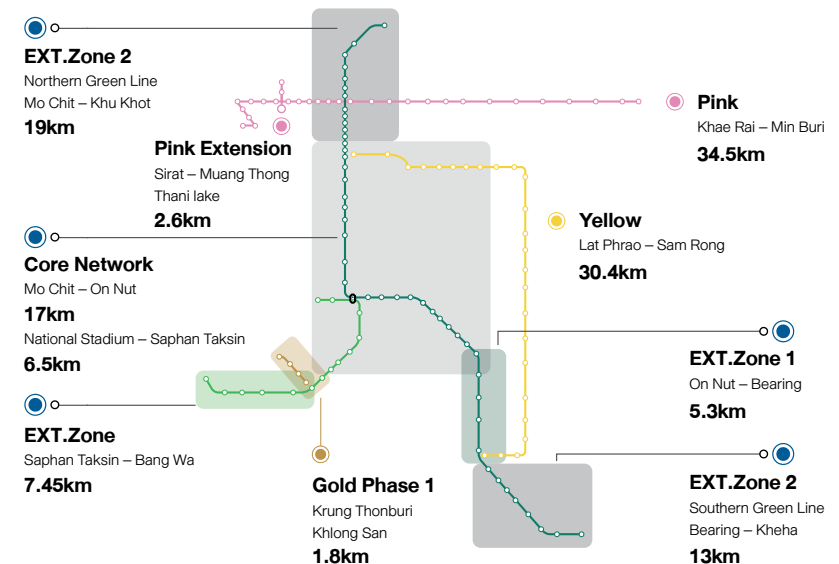 EXT.Zone 2
Northern Green Line
Mo Chit – Khu Khot
19km
Pink
Khae Rai – Min Buri
34.5km
Pink Extension
Sirat – Muang Thong
Thani lake
2.6km
Yellow
Lat Phrao – Sam Rong
30.4km
Core Network
Mo Chit – On Nut
17km
National Stadium – Saphan Taksin
6.5km
EXT.Zone 1
On Nut – Bearing
5.3km
EXT.Zone
Saphan Taksin – Bang Wa
7.45km
Gold Phase 1
Krung Thonburi
Khlong San
1.8km
EXT.Zone 2
Southern Green Line
Bearing – Kheha
13km